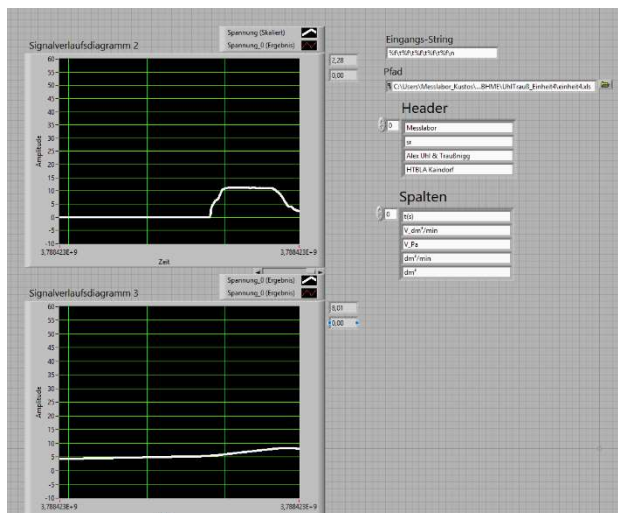 Spannung (Skaliert)
Signalverlaufsdiagramm 2
Spannung_0 (Ergebnis)
60
55
50
45
40
35
30
25
20
15
10
5
0
-5
-10
Amplitude
3,788423E+9
3,788423E+9
Zeit
2,28
0,00
Spannung_0 (Ergebnis)
Signalverlaufsdiagramm 3
Spannung_0 (Ergebnis)
60
55
50
45
40
35
30
25
20
15
10
5
0
-5
-10
Amplitude
3,788423E+9
3,788423E+9
8,01
0,00
Eingangs-String
%f\t%f\t%f\t%f\t%f\n
Pfad
C:\Users\Messlabor_Kustos\...BHME\UhlTrauß_Einheit4\einheit4.xls
Header
0
Messlabor
Alex Uhl & Traußnigg
HTBLA Kaindorf
Spalten
0
t(s)
V_dm³/min
V_Pa
dm³/min
dm³